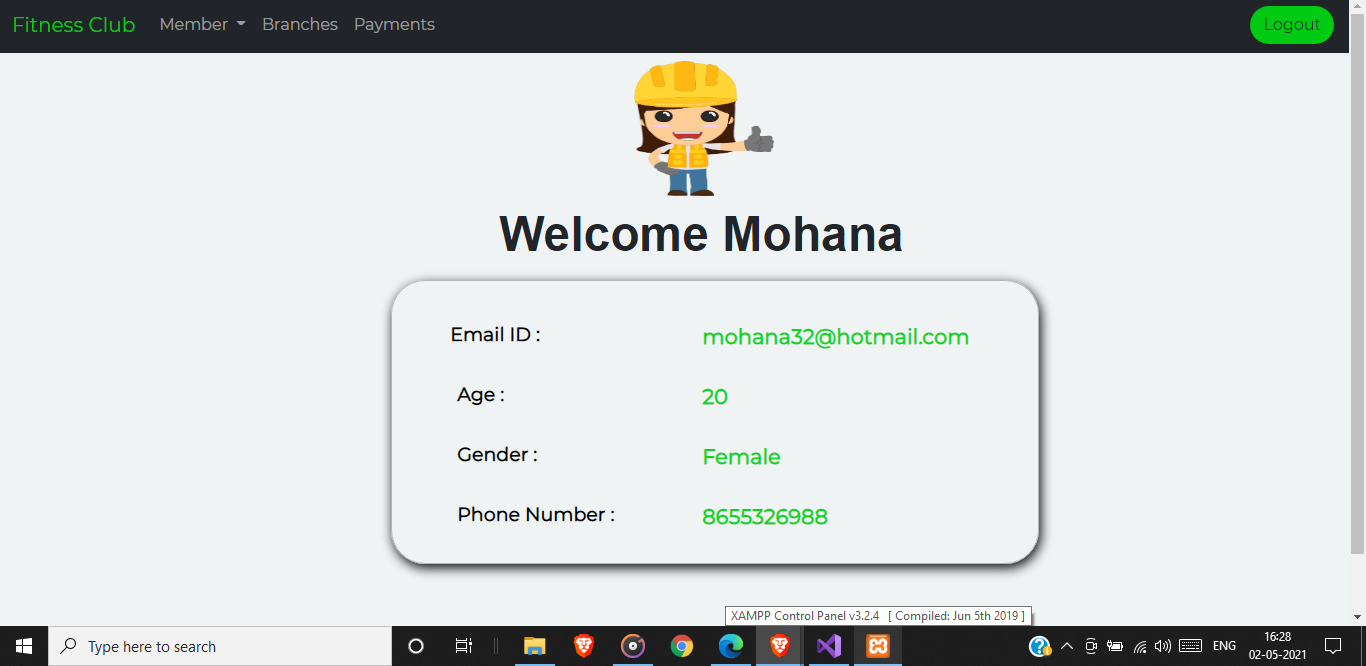 Fitness Club Member Branches Payments Logout
Welcome Mohana
Email ID : mohana32@hotmail.com
Age : 20
Gender : Female
Phone Number : 8655326988
XAMPP Control Panel v3.2.4 [ Compiled: Jun 5th 2019 ]
Type here to search ENG 16:28
02-05-2021